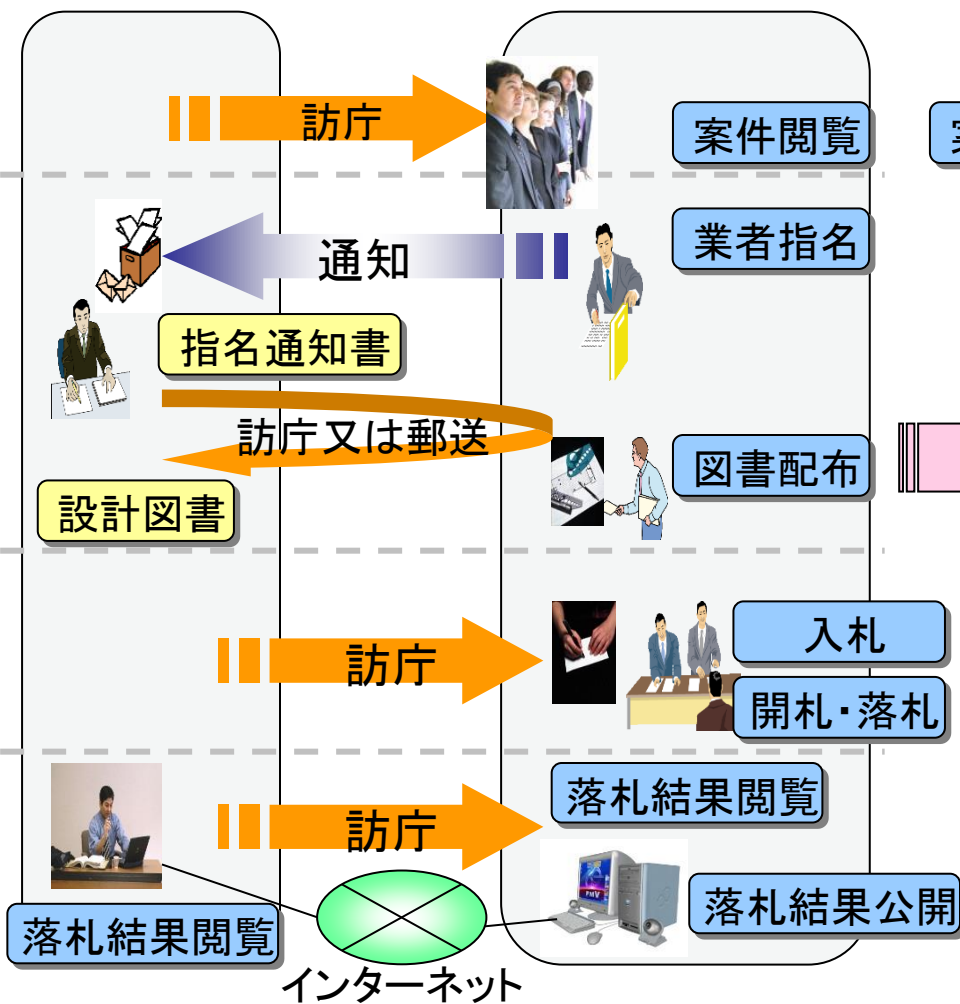 訪庁
案件閲覧
通知
業者指名
指名通知書
訪庁又は郵送
図書配布
設計図書
入札
訪庁
開札・落札
落札結果閲覧
訪庁
落札結果公開
落札結果閲覧
インターネット